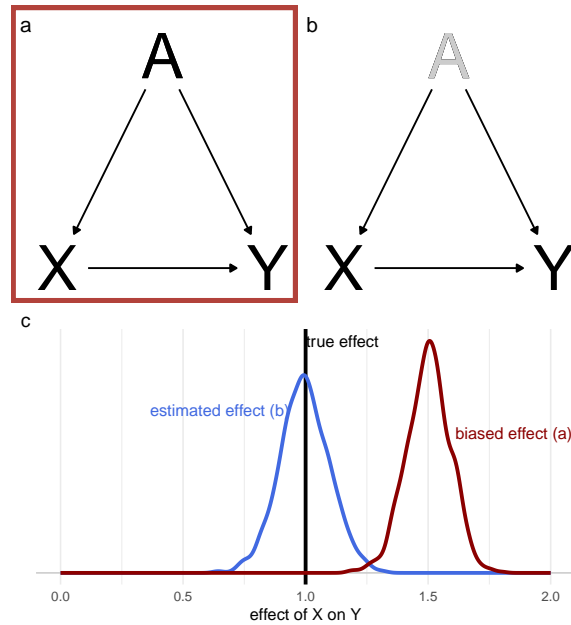 a
A
X
Y
b
A
X
Y
c
true effect
estimated effect (b)
biased effect (a)
0.0
0.5
1.0
1.5
2.0
effect of X on Y